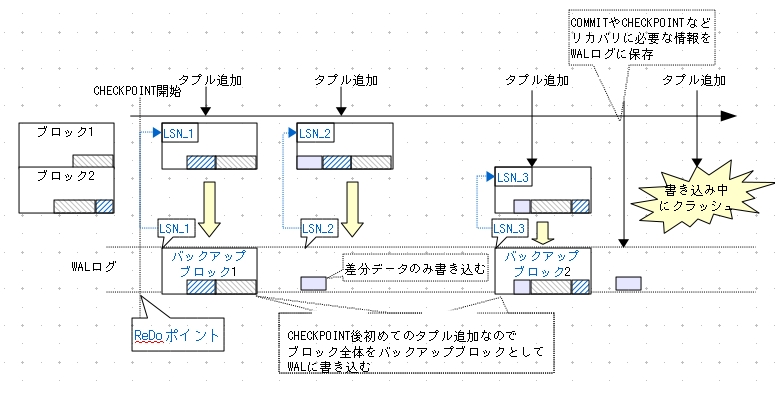 COMMITやCHECKPOINTなど
リカバリに必要な情報を
WALログに保存
タプル追加
タプル追加
タプル追加
タプル追加
CHECKPOINT開始
ブロック1
ブロック2
LSN_1
LSN_2
LSN_3
書き込み中
にクラッシュ
LSN_1
LSN_2
LSN_3
WALログ
バックアップ
ブロック1
差分データのみ書き込む
バックアップ
ブロック2
ReDoポイント
CHECKPOINT後初めてのタプル追加なので
ブロック全体をバックアップブロックとして
WALに書き込む